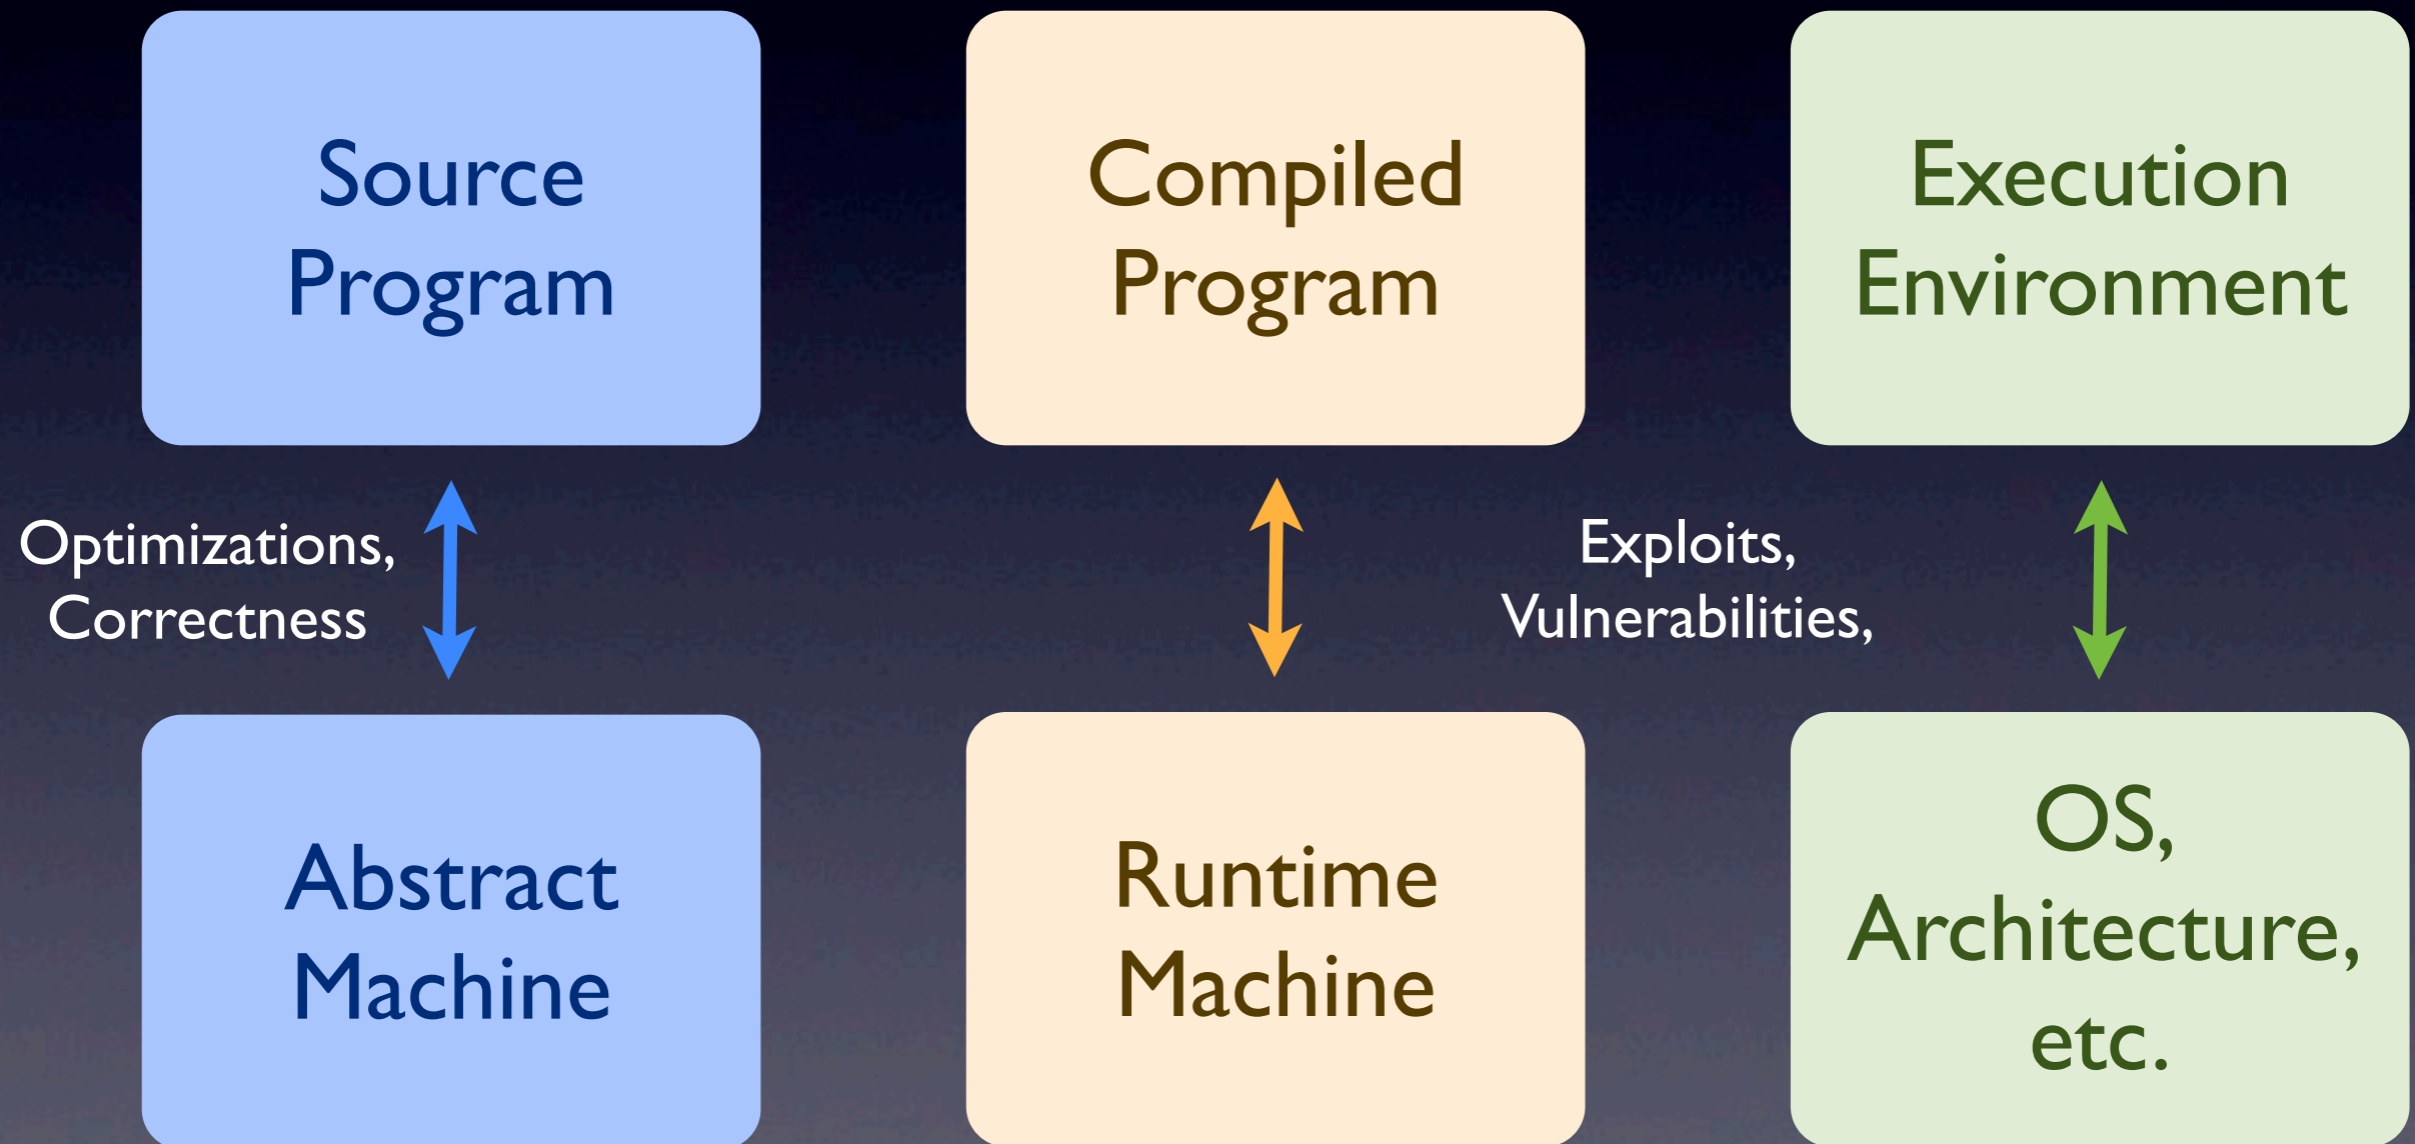 Source
Program
Compiled
Program
Execution
Environment
Optimizations,
Correctness
Exploits,
Vulnerabilities,
Abstract
Machine
Runtime
Machine
OS,
Architecture,
etc.